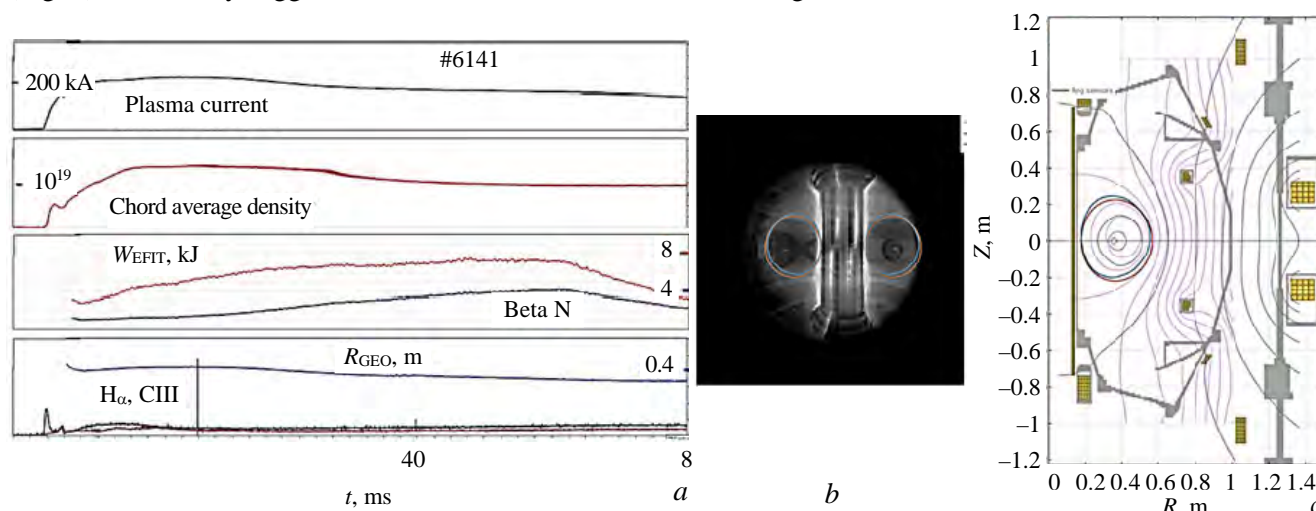 #6141
200 kA
Plasma current
10^19
Chord average density
W_EFIT, kJ
8
4
Beta N
R_GEO, m
0.4
Hα, CIII
40
8
t, ms
a
b
1.2
1
0.8
0.6
0.4
0.2
0
–0.2
–0.4
–0.6
–0.8
–1
–1.2
Z, m
0 0.2 0.4 0.6 0.8 1 1.2 1.4
R, m